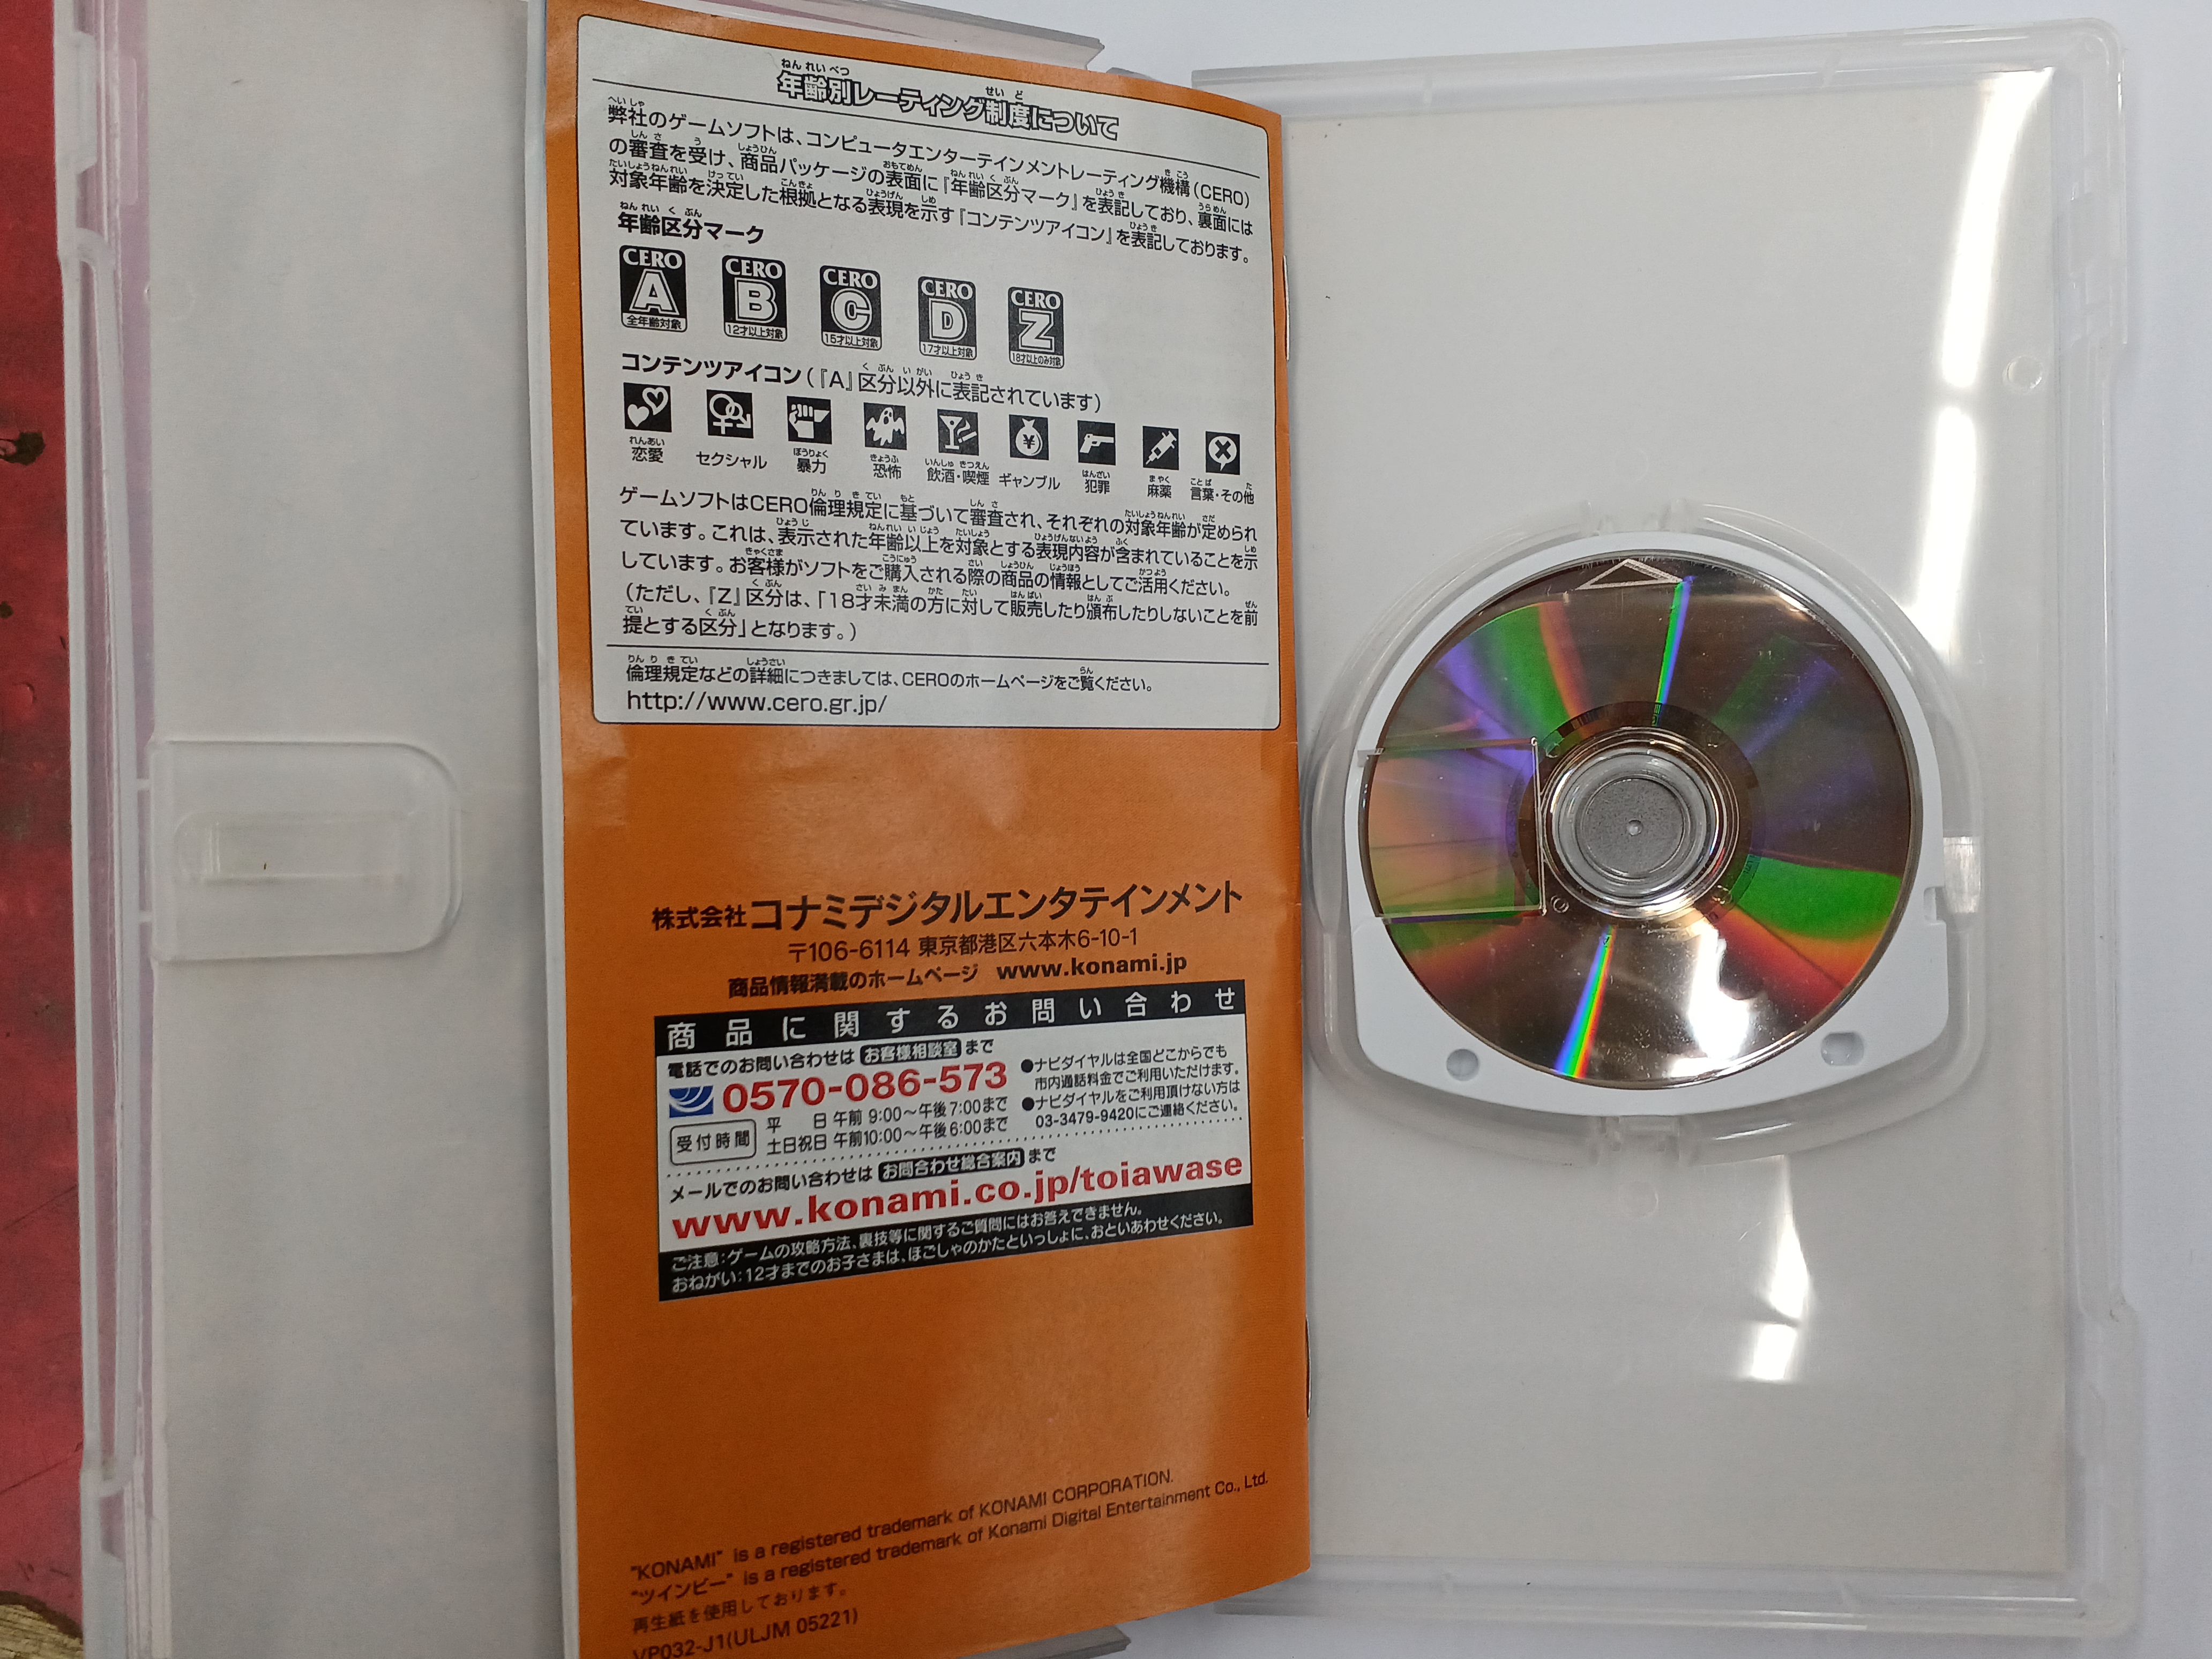 年齢別レーティング制度について
弊社のゲームソフトは、コンピュータエンターテインメントレーティング機構(CERO)
の審査を受け、商品パッケージの表面に『年齢区分マーク』を表記しており、裏面には
対象年齢を決定した根拠となる表現を示す『コンテンツアイコン』を表記しております。
年齢区分マーク
CERO A 全年齢対象
CERO B 12才以上対象
CERO C 15才以上対象
CERO D 17才以上対象
CERO Z 18才以上のみ対象
コンテンツアイコン(『A』区分以外に表記されています)
恋愛 セクシャル 暴力 恐怖 飲酒・喫煙 ギャンブル 犯罪 麻薬 言葉・その他
ゲームソフトはCERO倫理規定に基づいて審査され、それぞれの対象年齢が定められ
ています。これは、表示された年齢以上を対象とする表現内容が含まれていることを示
しています。お客様がソフトをご購入される際の商品の情報としてご活用ください。
(ただし、『Z』区分は、「18才未満の方に対して販売したり頒布したりしないことを前
提とする区分」となります。)
倫理規定などの詳細につきましては、CEROのホームページをご覧ください。
http://www.cero.gr.jp/
株式会社コナミデジタルエンタテインメント
〒106-6114 東京都港区六本木6-10-1
商品情報満載のホームページ www.konami.jp
商品に関するお問い合わせ
電話でのお問い合わせは お客様相談室 まで
0570-086-573
受付時間
平 日 午前 9:00〜午後7:00まで
土日祝日 午前10:00〜午後6:00まで
●ナビダイヤルは全国どこからでも
市内通話料金でご利用いただけます。
●ナビダイヤルをご利用頂けない方は
03-3479-9420にご連絡ください。
メールでのお問い合わせは お問合わせ総合案内 まで
www.konami.co.jp/toiawase
ご注意:ゲームの攻略方法、裏技等に関するご質問にはお答えできません。
おねがい:12才までのお子さまは、ほごしゃのかたといっしょに、おといあわせください。
"KONAMI" is a registered trademark of KONAMI CORPORATION.
"ツインビー" is a registered trademark of Konami Digital Entertainment Co., Ltd.
再生紙を使用しております。
VP032-J1(ULJM 05221)